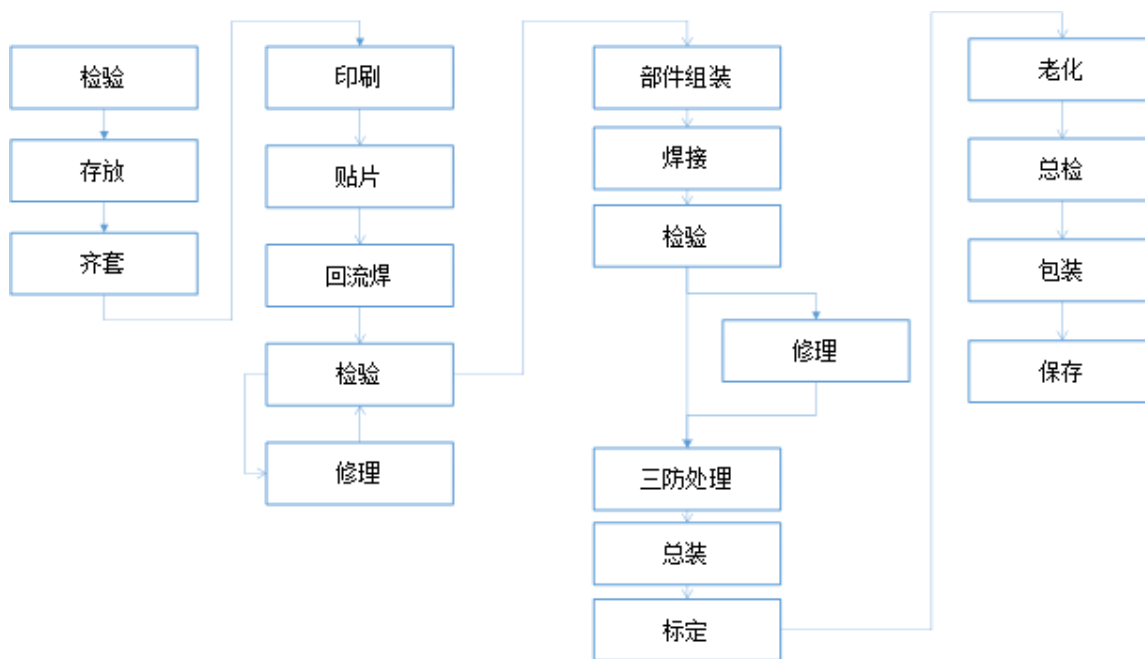 检验
存放
齐套
印刷
贴片
回流焊
检验
修理
部件组装
焊接
检验
修理
三防处理
总装
标定
老化
总检
包装
保存